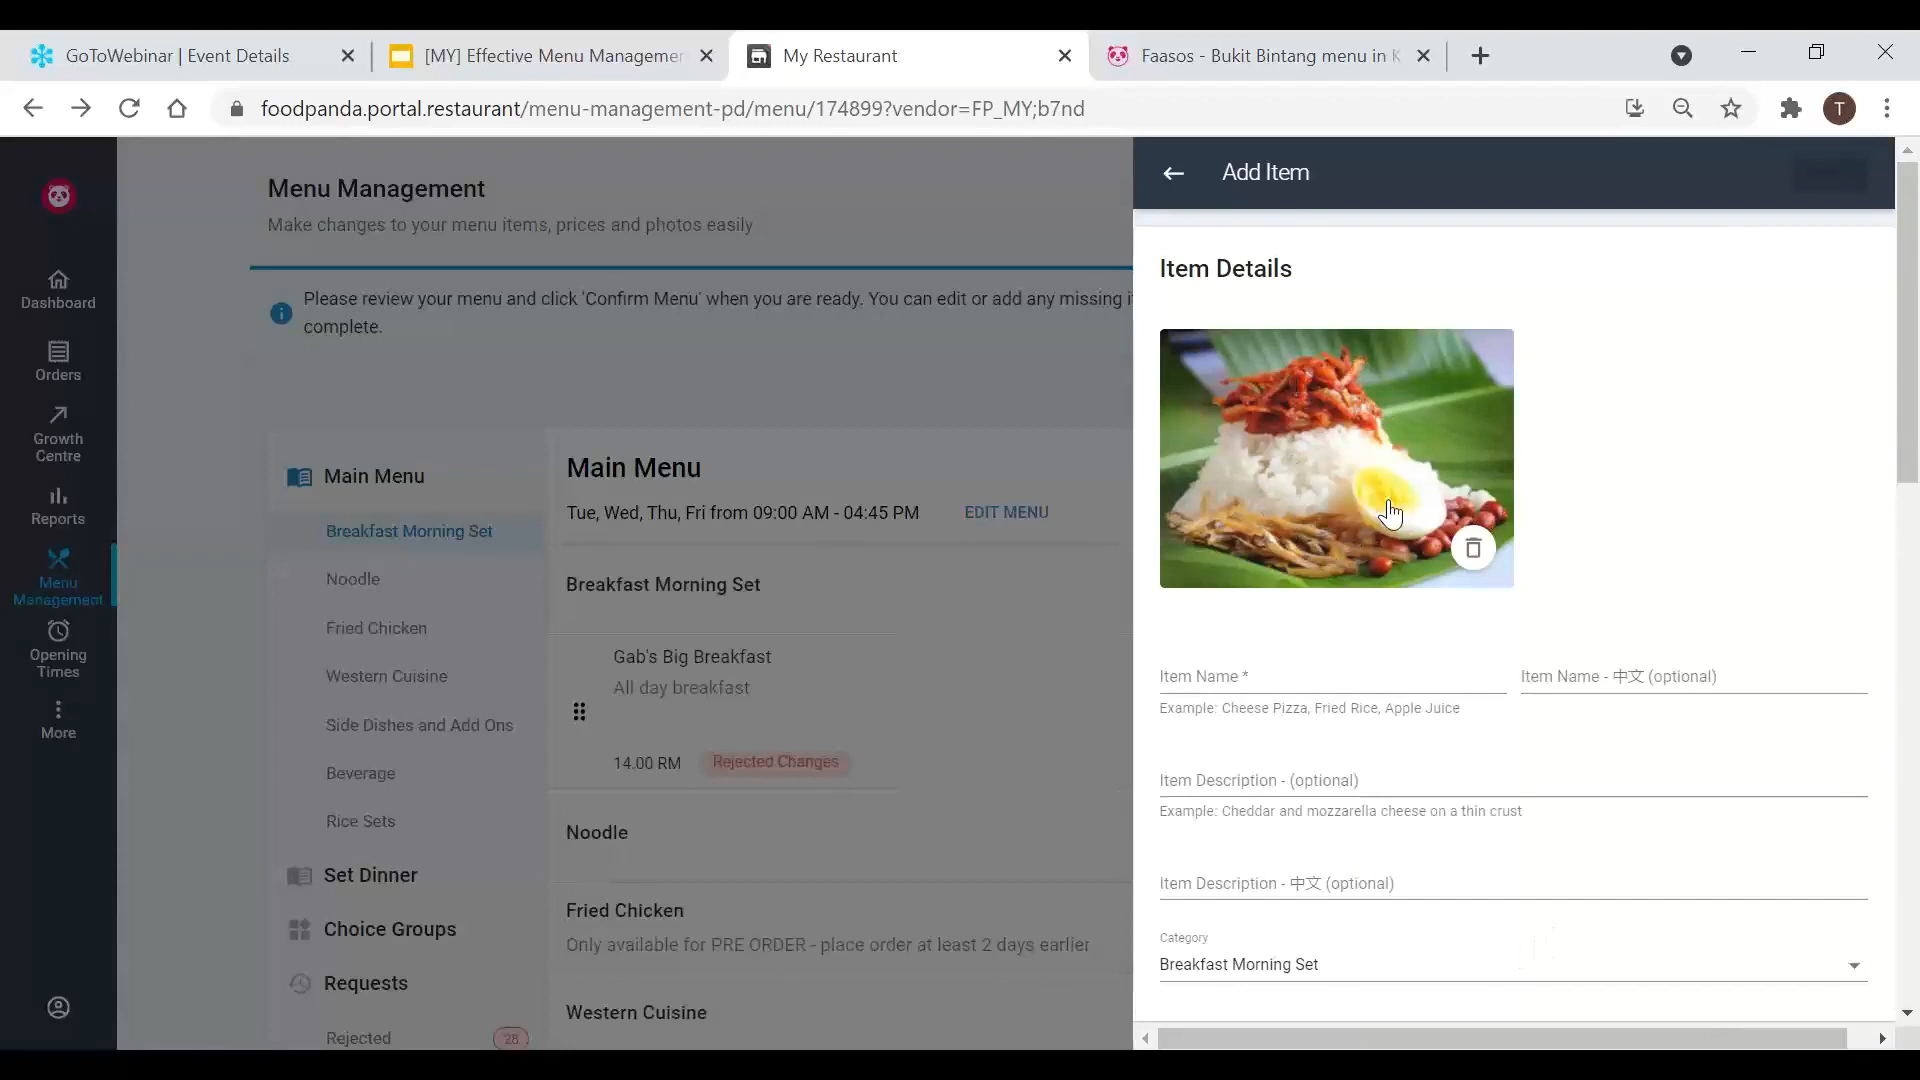 GoToWebinar | Event Details
[MY] Effective Menu Managemen
My Restaurant
Faasos - Bukit Bintang menu in K
foodpanda.portal.restaurant/menu-management-pd/menu/174899?vendor=FP_MY;b7nd
T
Dashboard
Orders
Growth
Centre
Reports
Menu
Management
Opening
Times
More
Menu Management
Make changes to your menu items, prices and photos easily
Please review your menu and click 'Confirm Menu' when you are ready. You can edit or add any missing i
complete.
Main Menu
Breakfast Morning Set
Noodle
Fried Chicken
Western Cuisine
Side Dishes and Add Ons
Beverage
Rice Sets
Set Dinner
Choice Groups
Requests
Rejected
28
Main Menu
Tue, Wed, Thu, Fri from 09:00 AM - 04:45 PM
EDIT MENU
Breakfast Morning Set
Gab's Big Breakfast
All day breakfast
14.00 RM
Rejected Changes
Noodle
Fried Chicken
Only available for PRE ORDER - place order at least 2 days earlier
Western Cuisine
Add Item
Item Details
Item Name *
Item Name - 中文 (optional)
Example: Cheese Pizza, Fried Rice, Apple Juice
Item Description - (optional)
Example: Cheddar and mozzarella cheese on a thin crust
Item Description - 中文 (optional)
Category
Breakfast Morning Set